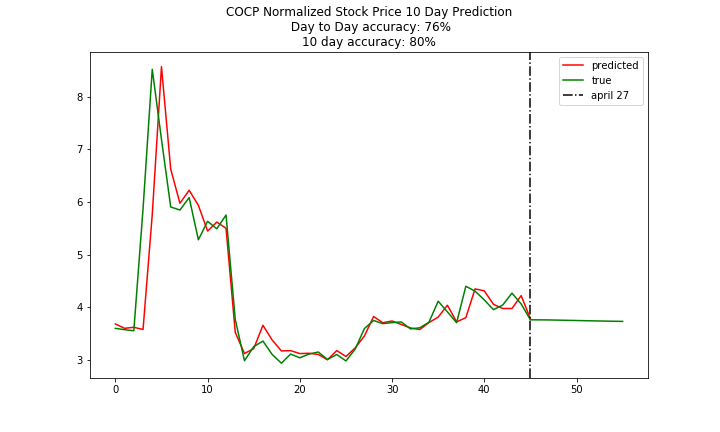 COCP Normalized Stock Price 10 Day Prediction
Day to Day accuracy: 76%
10 day accuracy: 80%
predicted
true
april 27
8
7
6
5
4
3
0
10
20
30
40
50